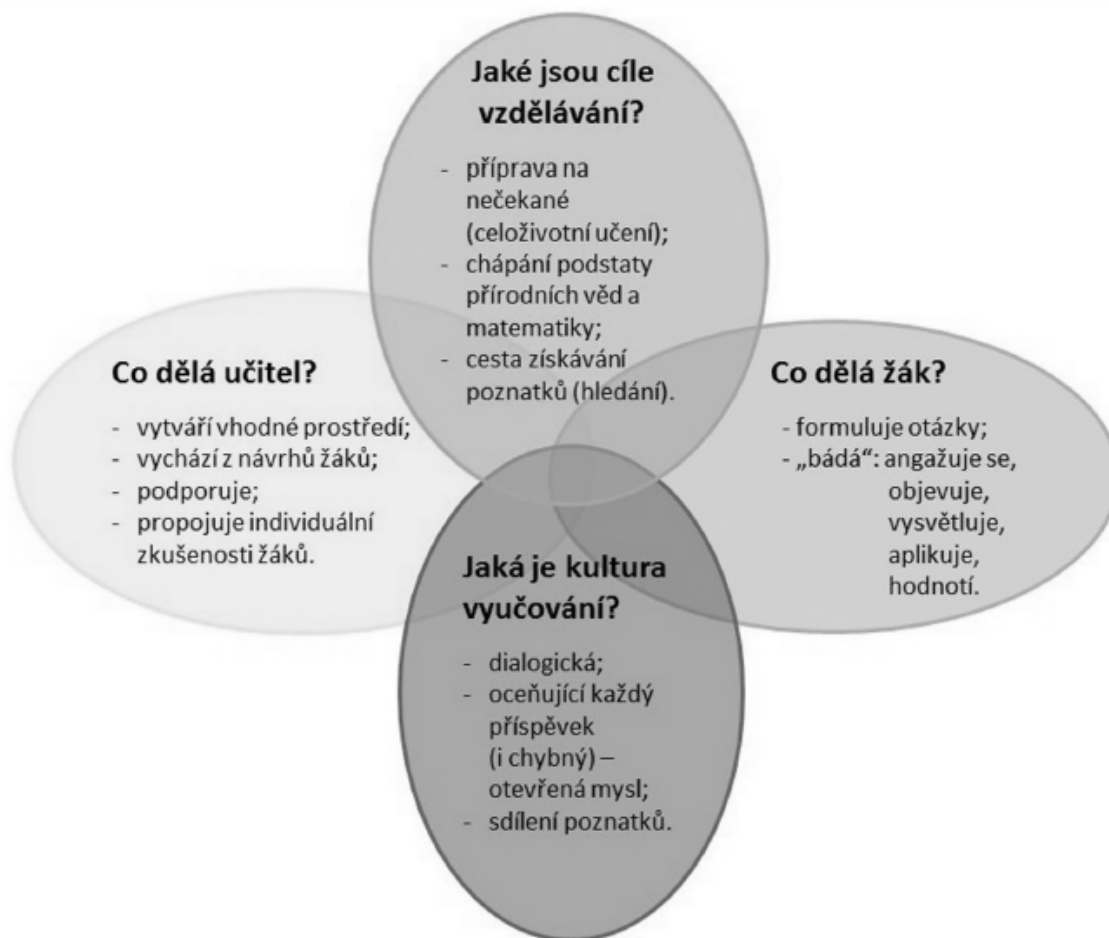 Jaké jsou cíle
vzdělávání?
- příprava na
nečekané
(celoživotní učení);
- chápání podstaty
přírodních věd a
matematiky;
- cesta získávání
poznatků (hledání).
Co dělá učitel?
- vytváří vhodné prostředí;
- vychází z návrhů žáků;
- podporuje;
- propojuje individuální
zkušenosti žáků.
Co dělá žák?
- formuluje otázky;
- „bádá“: angažuje se,
objevuje,
vysvětluje,
aplikuje,
hodnotí.
Jaká je kultura
vyučování?
- dialogická;
- oceňující každý
příspěvek
(i chybný) –
otevřená mysl;
- sdílení poznatků.